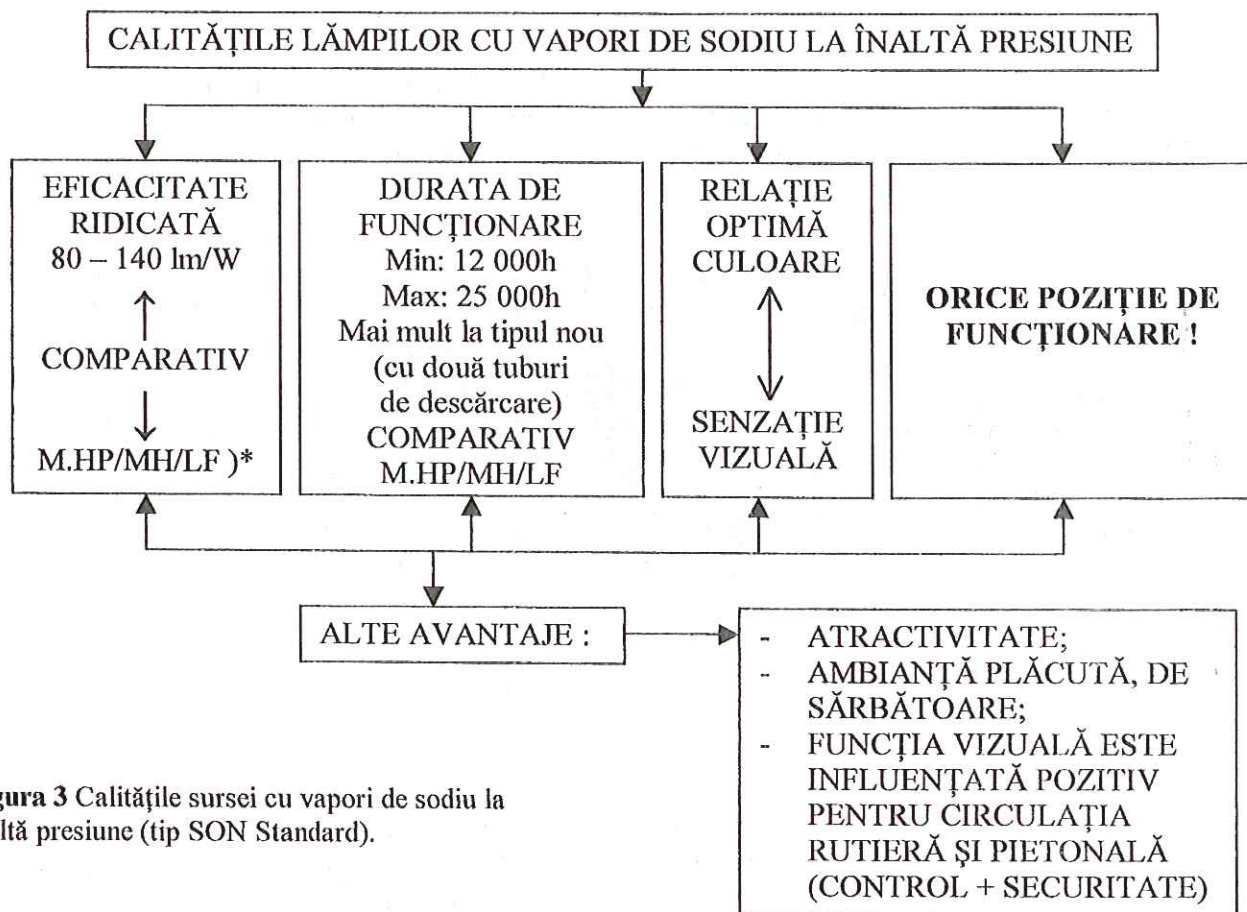 CALITĂȚILE LĂMPILOR CU VAPORI DE SODIU LA ÎNALTĂ PRESIUNE
EFICACITATE
RIDICATĂ
80 – 140 lm/W
COMPARATIV
M.HP/MH/LF )*
DURATA DE
FUNCȚIONARE
Min: 12 000h
Max: 25 000h
Mai mult la tipul nou
(cu două tuburi
de descărcare)
COMPARATIV
M.HP/MH/LF
RELAȚIE
OPTIMĂ
CULOARE
SENZAȚIE
VIZUALĂ
ORICE POZIȚIE DE
FUNCȚIONARE !
ALTE AVANTAJE :
- ATRACTIVITATE;
- AMBIANȚĂ PLĂCUTĂ, DE
SĂRBĂTOARE;
- FUNCȚIA VIZUALĂ ESTE
INFLUENȚATĂ POZITIV
PENTRU CIRCULAȚIA
RUTIERĂ ȘI PIETONALĂ
(CONTROL + SECURITATE)
gura 3 Calitățile sursei cu vapori de sodiu la
ltă presiune (tip SON Standard).